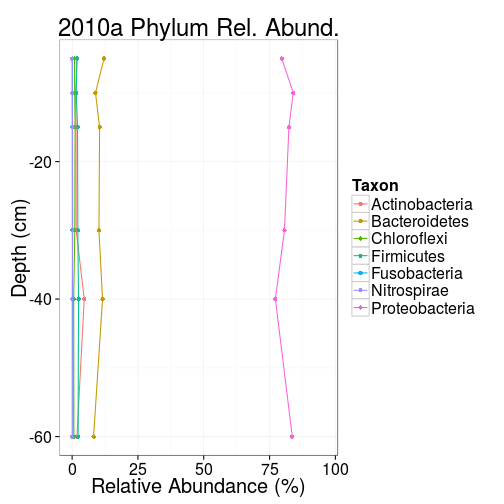 2010a Phylum Rel. Abund.
-20
-40
-60
Depth (cm)
0 25 50 75 100
Relative Abundance (%)
Taxon
Actinobacteria
Bacteroidetes
Chloroflexi
Firmicutes
Fusobacteria
Nitrospirae
Proteobacteria